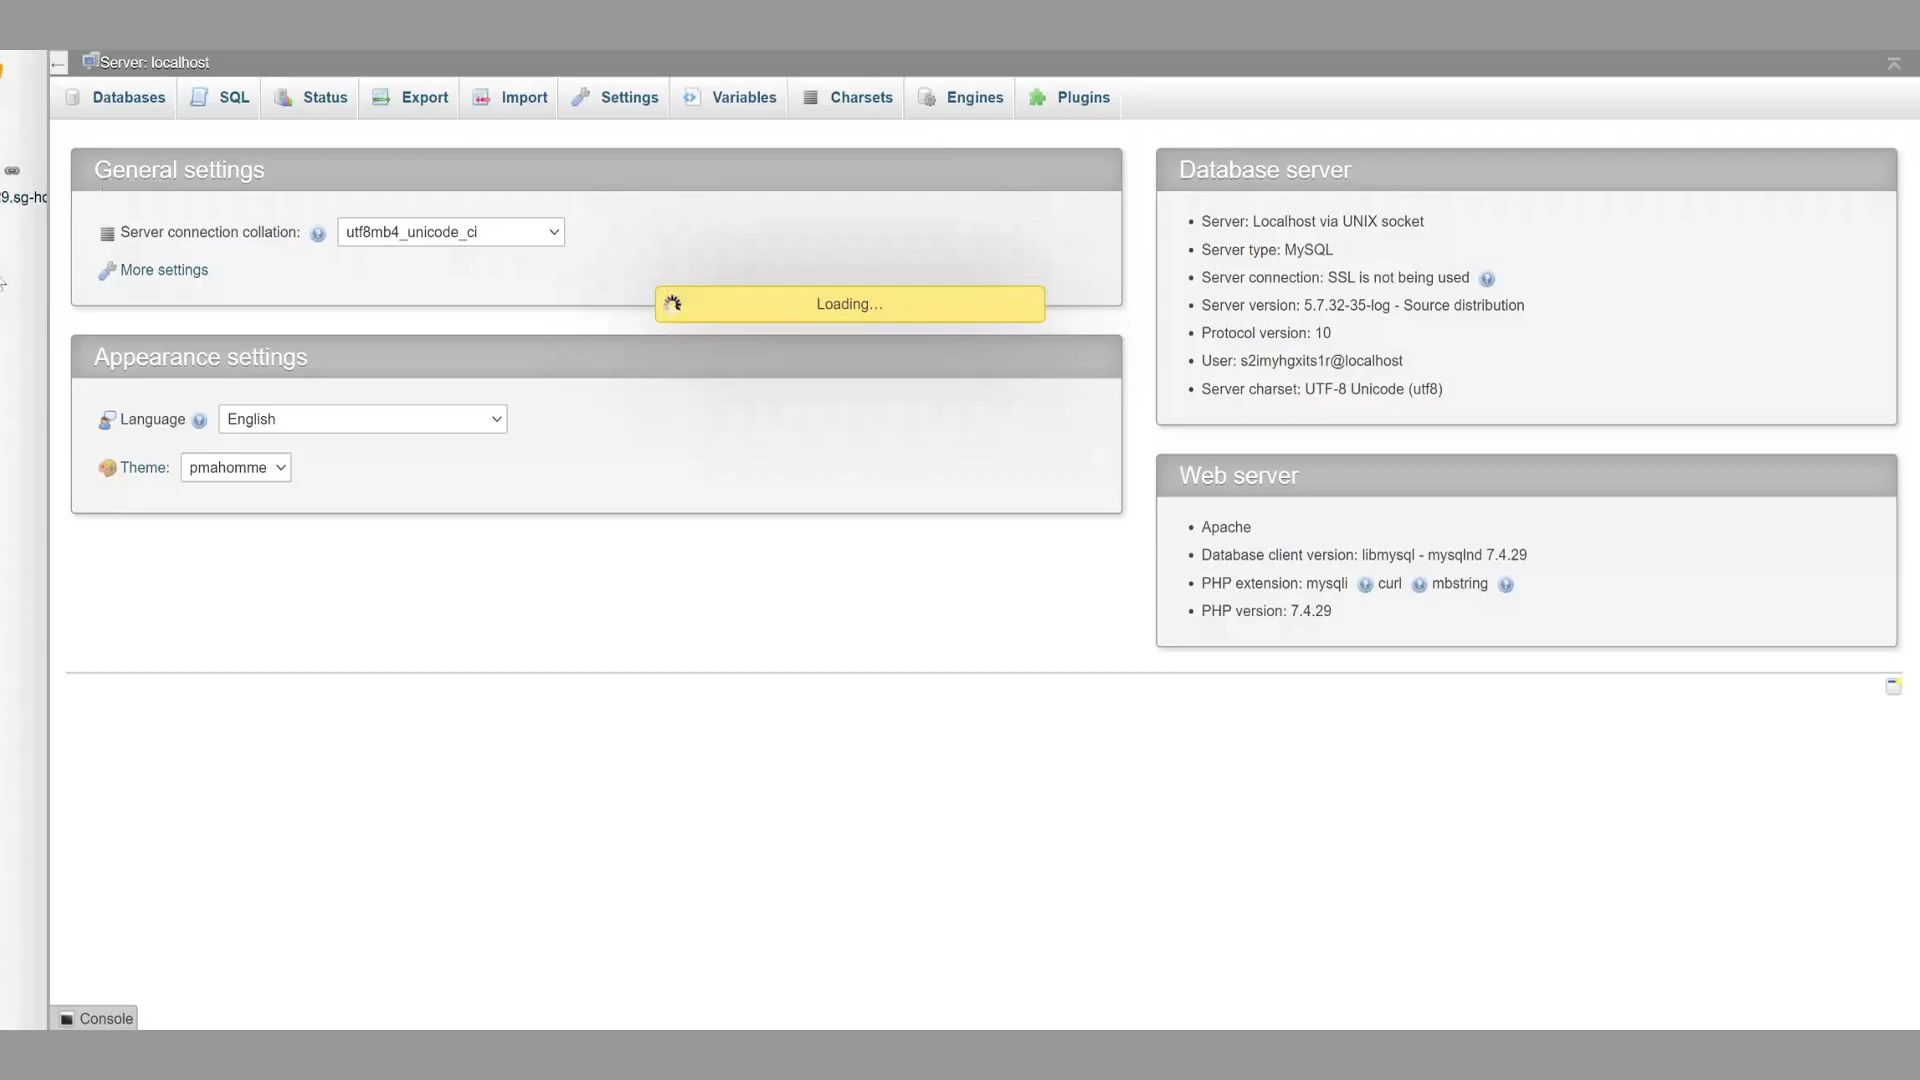 Server: localhost
Databases SQL Status Export Import Settings Variables Charsets Engines Plugins
General settings
Server connection collation: utf8mb4_unicode_ci
More settings
Loading…
Appearance settings
Language English
Theme: pmahomme
Database server
• Server: Localhost via UNIX socket
• Server type: MySQL
• Server connection: SSL is not being used
• Server version: 5.7.32-35-log - Source distribution
• Protocol version: 10
• User: s2imyhgxits1r@localhost
• Server charset: UTF-8 Unicode (utf8)
Web server
• Apache
• Database client version: libmysql - mysqlnd 7.4.29
• PHP extension: mysqli curl mbstring
• PHP version: 7.4.29
Console